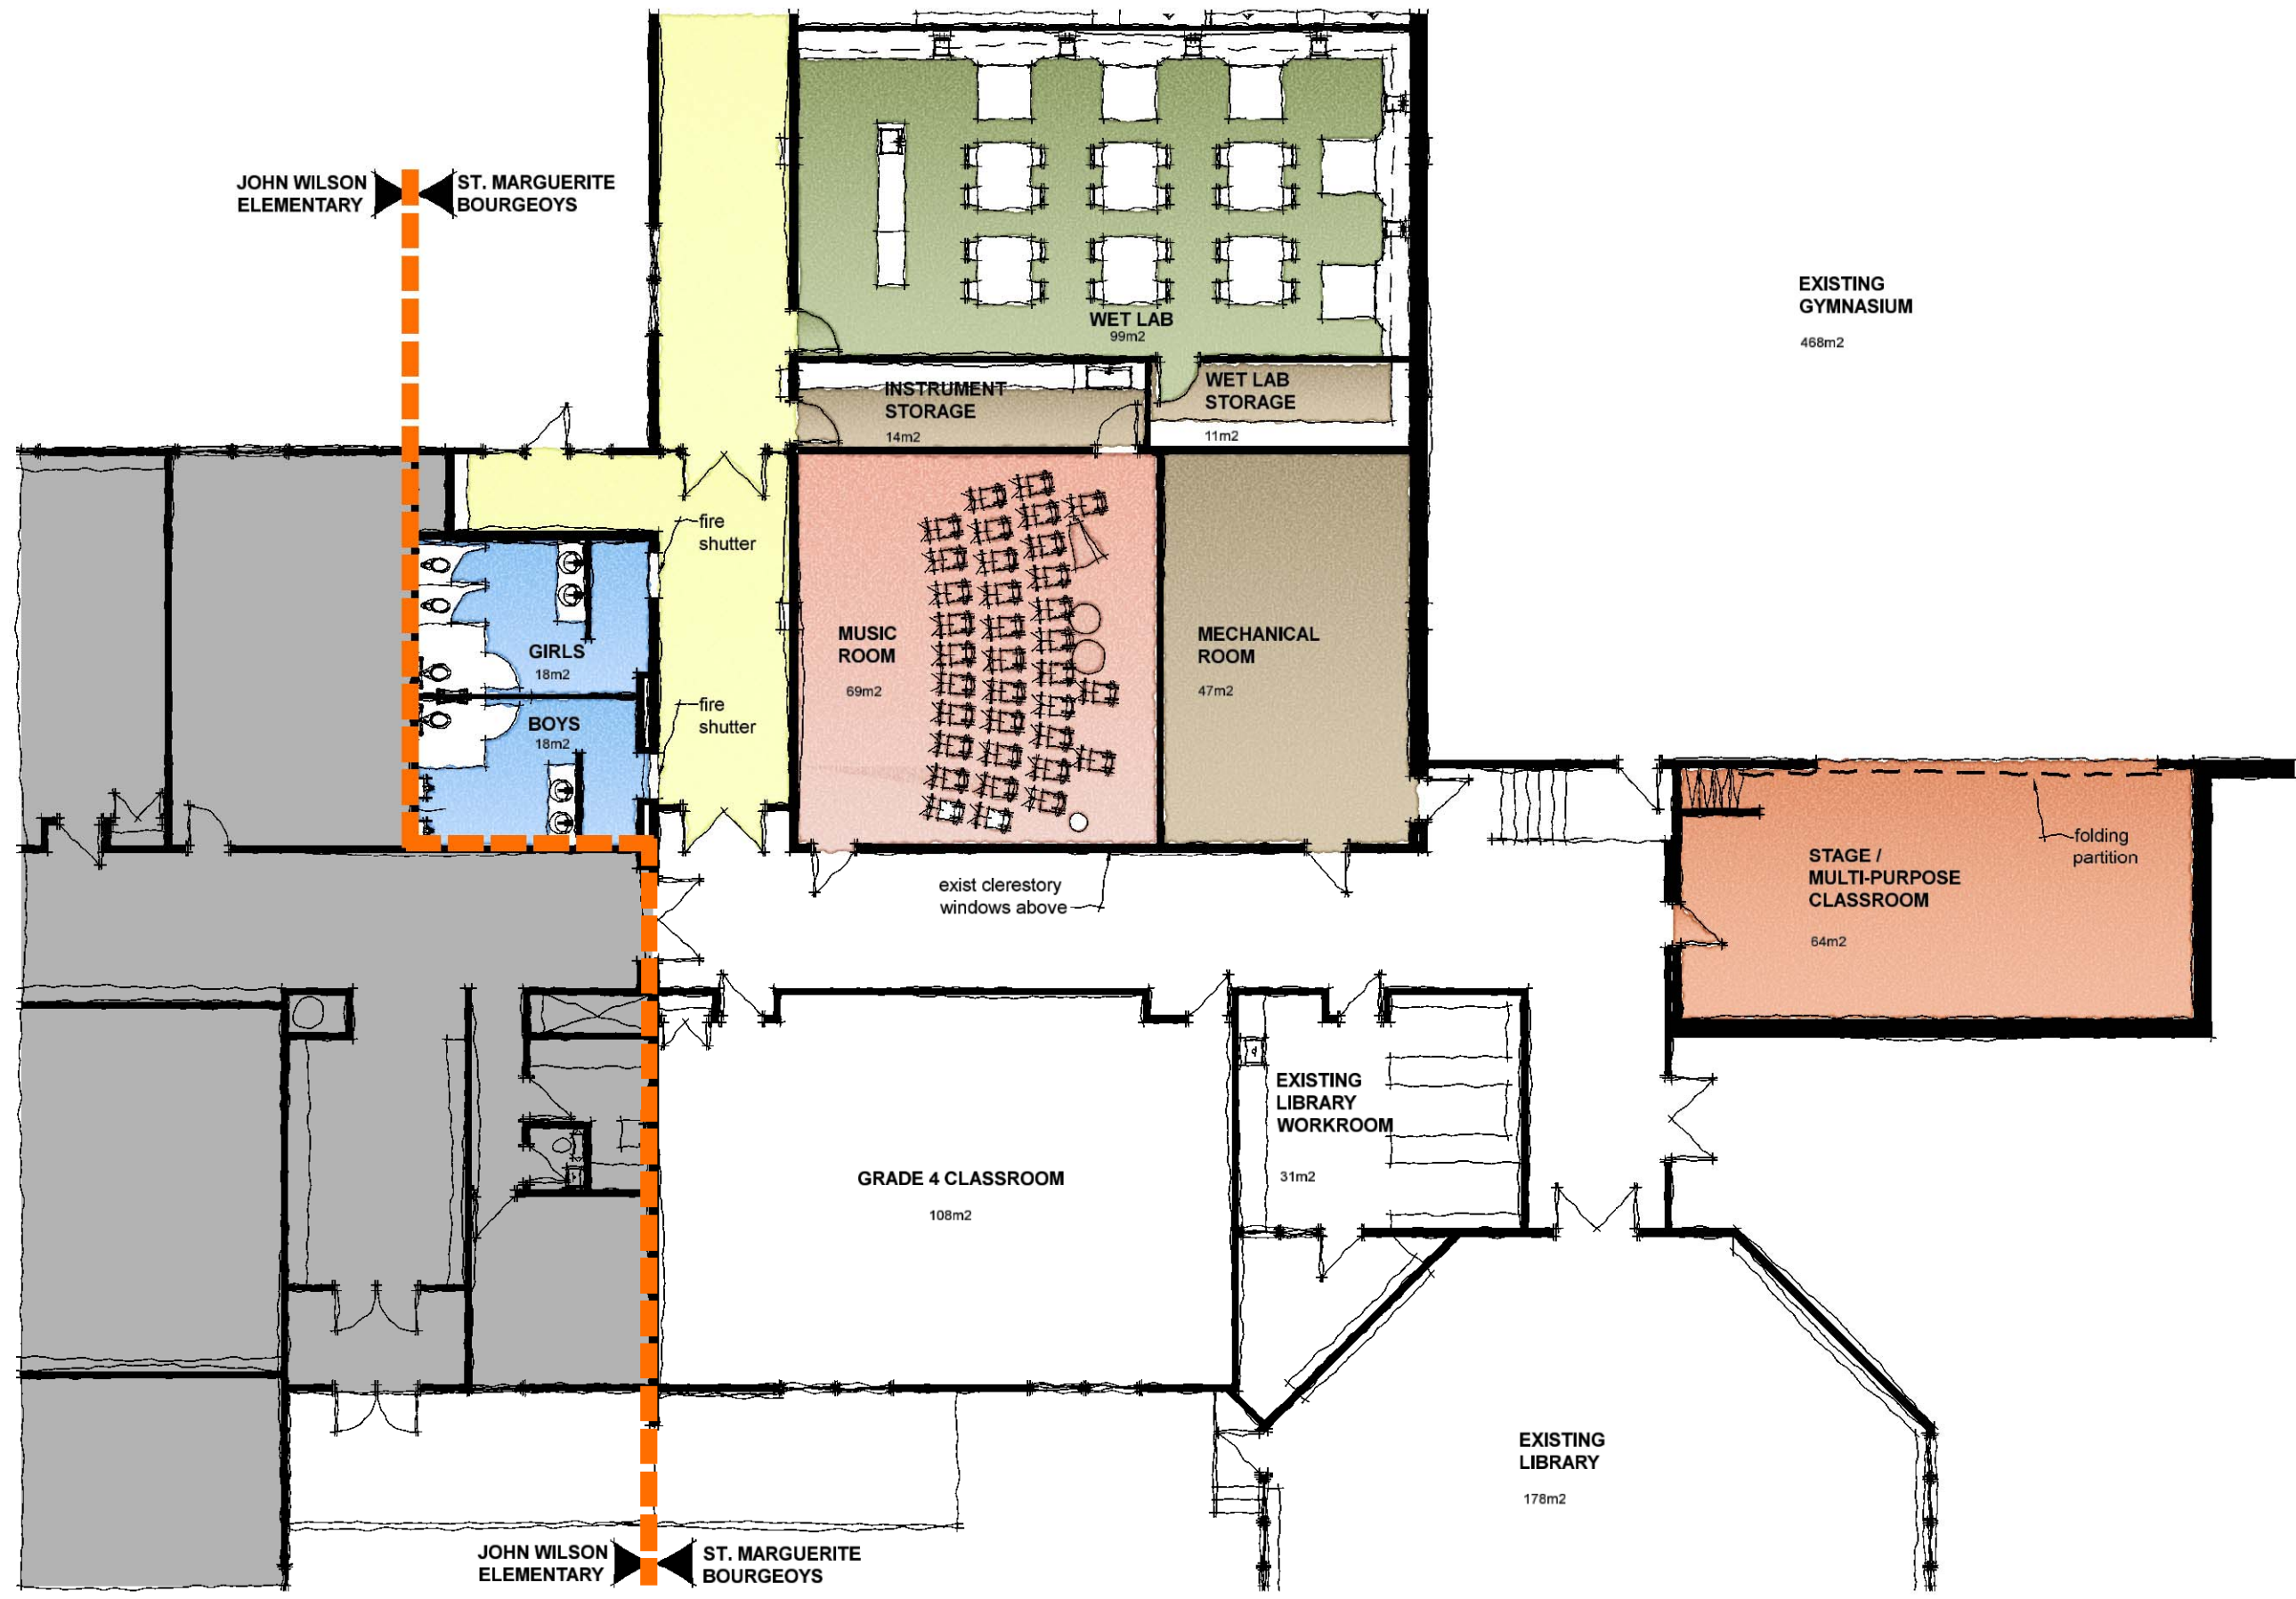 JOHN WILSON
ELEMENTARY
ST. MARGUERITE
BOURGEOYS
WET LAB
99m2
EXISTING
GYMNASIUM
468m2
INSTRUMENT
STORAGE
14m2
WET LAB
STORAGE
11m2
fire
shutter
GIRLS
18m2
BOYS
18m2
fire
shutter
MUSIC
ROOM
69m2
MECHANICAL
ROOM
47m2
exist clerestory
windows above
folding
partition
STAGE /
MULTI-PURPOSE
CLASSROOM
64m2
EXISTING
LIBRARY
WORKROOM
31m2
GRADE 4 CLASSROOM
108m2
EXISTING
LIBRARY
178m2
JOHN WILSON
ELEMENTARY
ST. MARGUERITE
BOURGEOYS